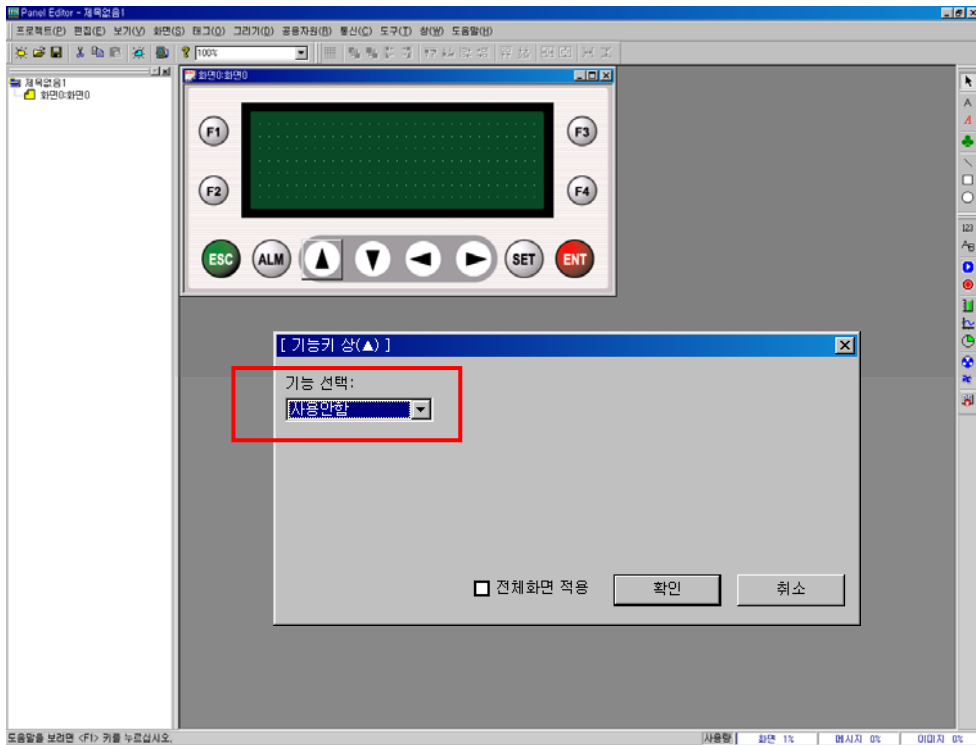 Panel Editor - 제목없음1
프로젝트(P) 편집(E) 보기(V) 화면(S) 태그(O) 그리기(D) 공용자원(R) 통신(C) 도구(T) 창(W) 도움말(H)
100%
제목없음1
화면0:화면0
화면0:화면0
F1
F3
F2
F4
ESC ALM SET ENT
[ 기능키 상(▲) ]
기능 선택:
사용안함
전체화면 적용 확인 취소
A
A
123
도움말을 보려면 <F1> 키를 누르십시오.
사용량 화면 1% 메시지 0% 이미지 0%